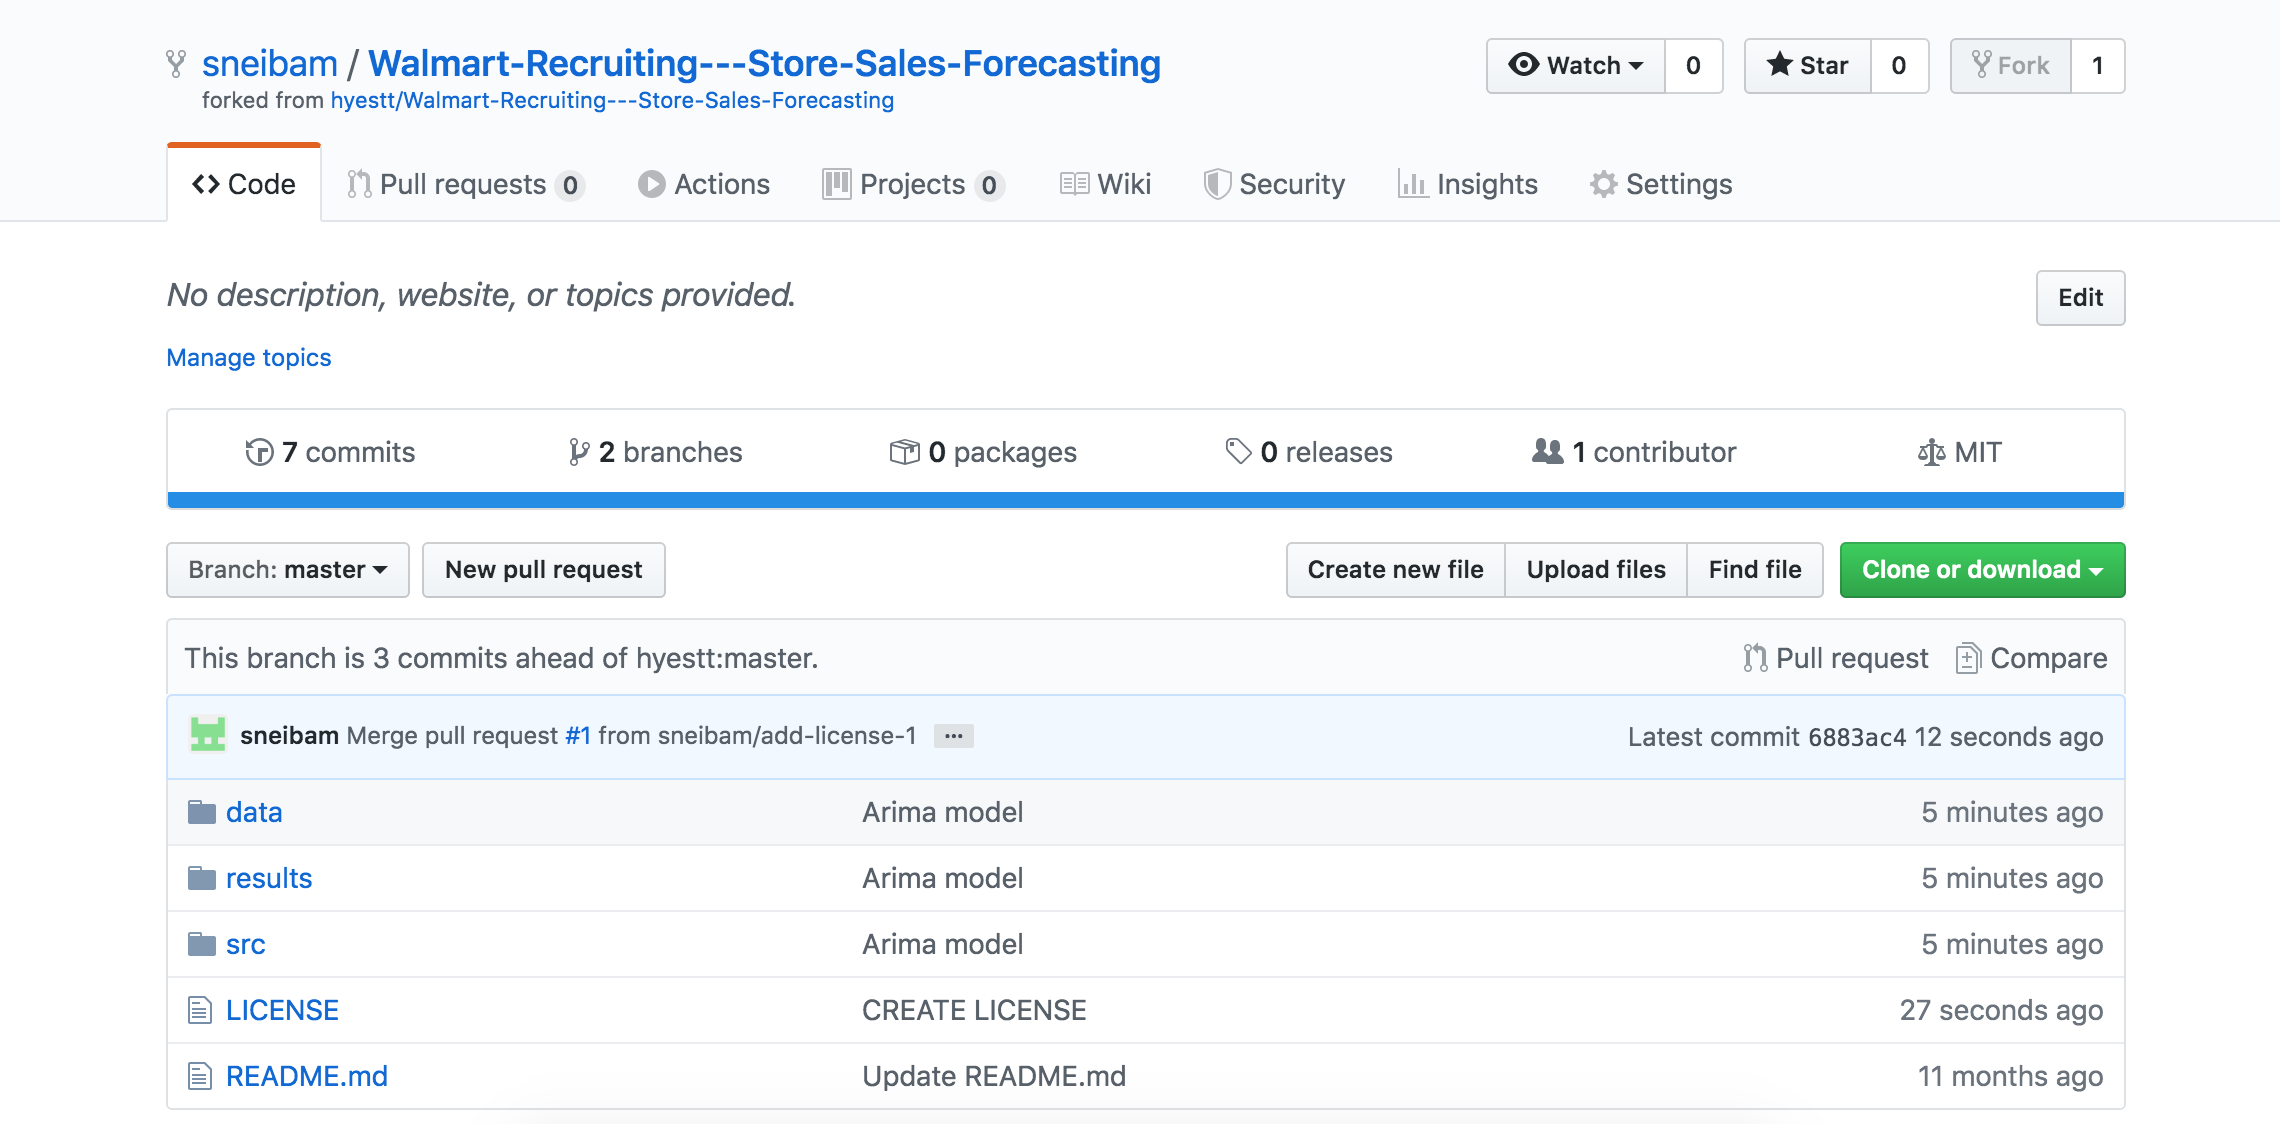 sneibam / Walmart-Recruiting---Store-Sales-Forecasting Watch 0 Star 0 Fork 1
forked from hyestt/Walmart-Recruiting---Store-Sales-Forecasting
Code Pull requests 0 Actions Projects 0 Wiki Security Insights Settings
No description, website, or topics provided. Edit
Manage topics
7 commits 2 branches 0 packages 0 releases 1 contributor MIT
Branch: master New pull request Create new file Upload files Find file Clone or download
This branch is 3 commits ahead of hyestt:master. Pull request Compare
sneibam Merge pull request #1 from sneibam/add-license-1 ... Latest commit 6883ac4 12 seconds ago
data Arima model 5 minutes ago
results Arima model 5 minutes ago
src Arima model 5 minutes ago
LICENSE CREATE LICENSE 27 seconds ago
README.md Update README.md 11 months ago